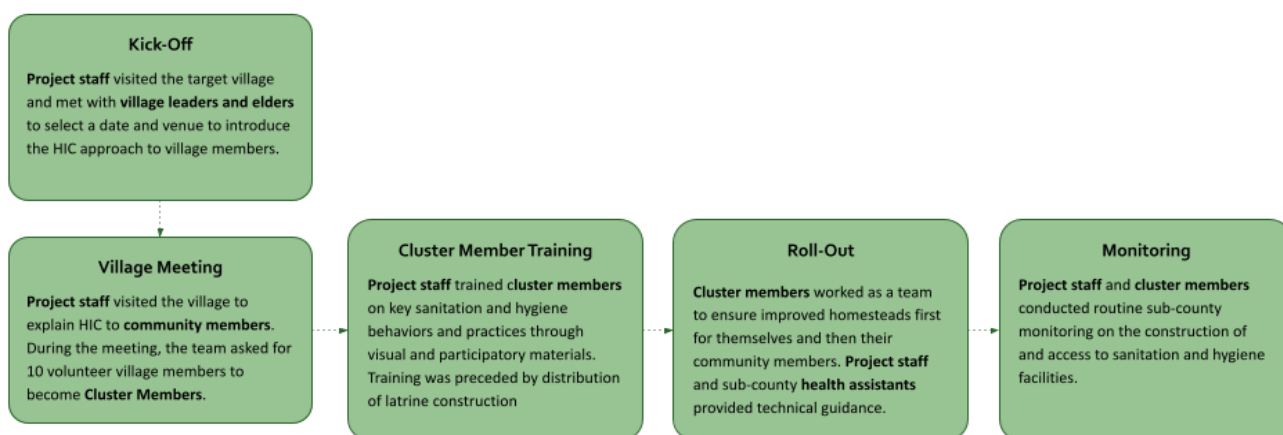 Kick-Off
Project staff visited the target village
and met with village leaders and elders
to select a date and venue to introduce
the HIC approach to village members.
Village Meeting
Project staff visited the village to
explain HIC to community members.
During the meeting, the team asked for
10 volunteer village members to
become Cluster Members.
Cluster Member Training
Project staff trained cluster members
on key sanitation and hygiene
behaviors and practices through
visual and participatory materials.
Training was preceded by distribution
of latrine construction
Roll-Out
Cluster members worked as a team
to ensure improved homesteads first
for themselves and then their
community members. Project staff
and sub-county health assistants
provided technical guidance.
Monitoring
Project staff and cluster members
conducted routine sub-county
monitoring on the construction of
and access to sanitation and hygiene
facilities.